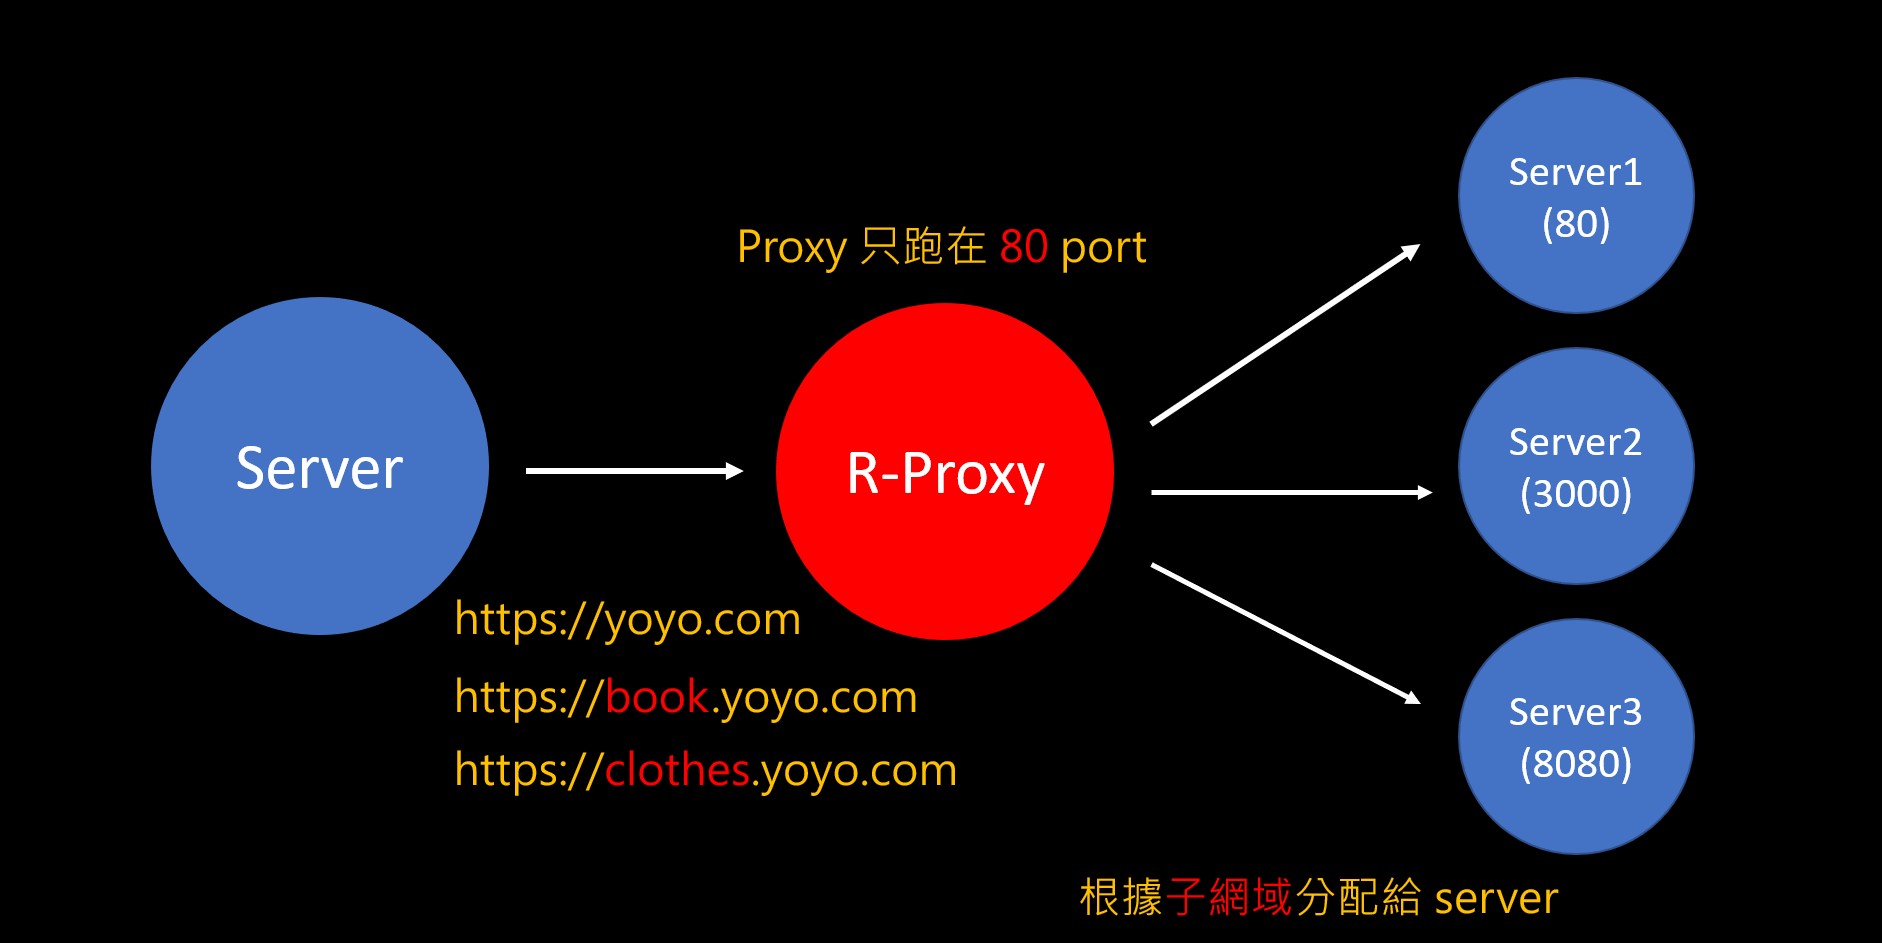 Server1
(80)
Proxy 只跑在 80 port
Server
R-Proxy
Server2
(3000)
https://yoyo.com
https://book.yoyo.com
https://clothes.yoyo.com
Server3
(8080)
根據子網域分配給 server